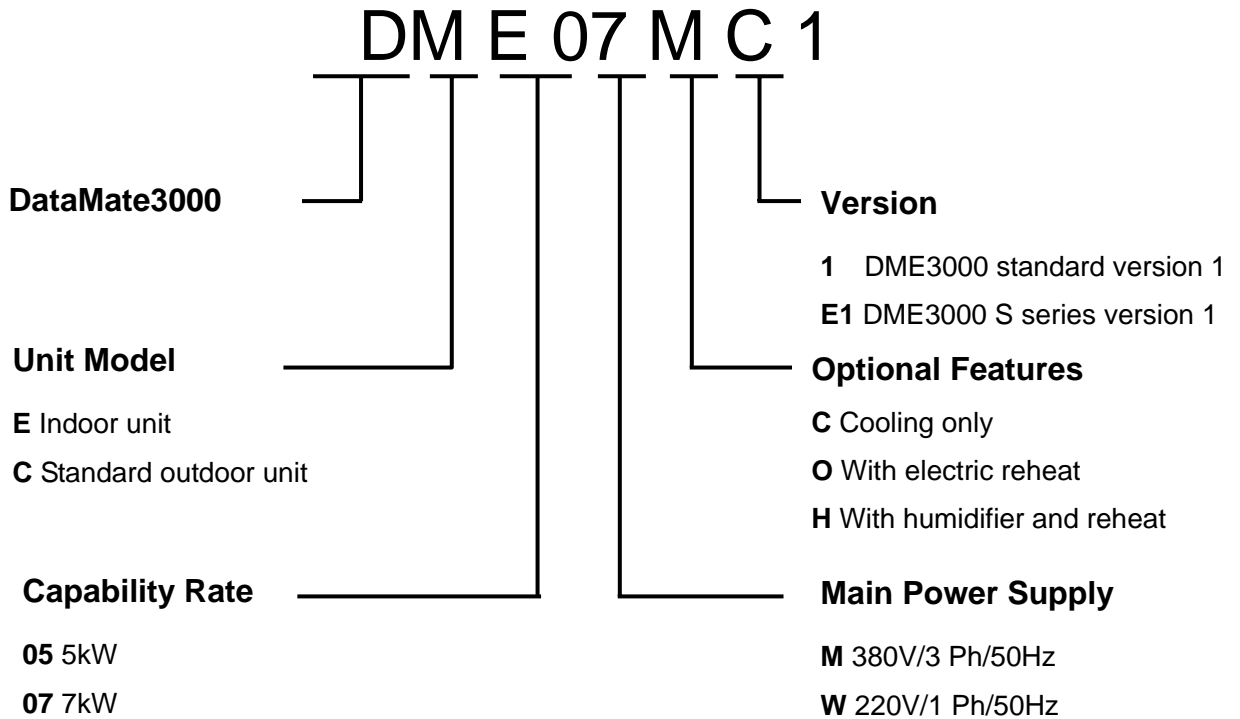 DM E 07 M C 1
DataMate3000
Version
1 DME3000 standard version 1
E1 DME3000 S series version 1
Unit Model
E Indoor unit
C Standard outdoor unit
Optional Features
C Cooling only
O With electric reheat
H With humidifier and reheat
Capability Rate
05 5kW
07 7kW
Main Power Supply
M 380V/3 Ph/50Hz
W 220V/1 Ph/50Hz